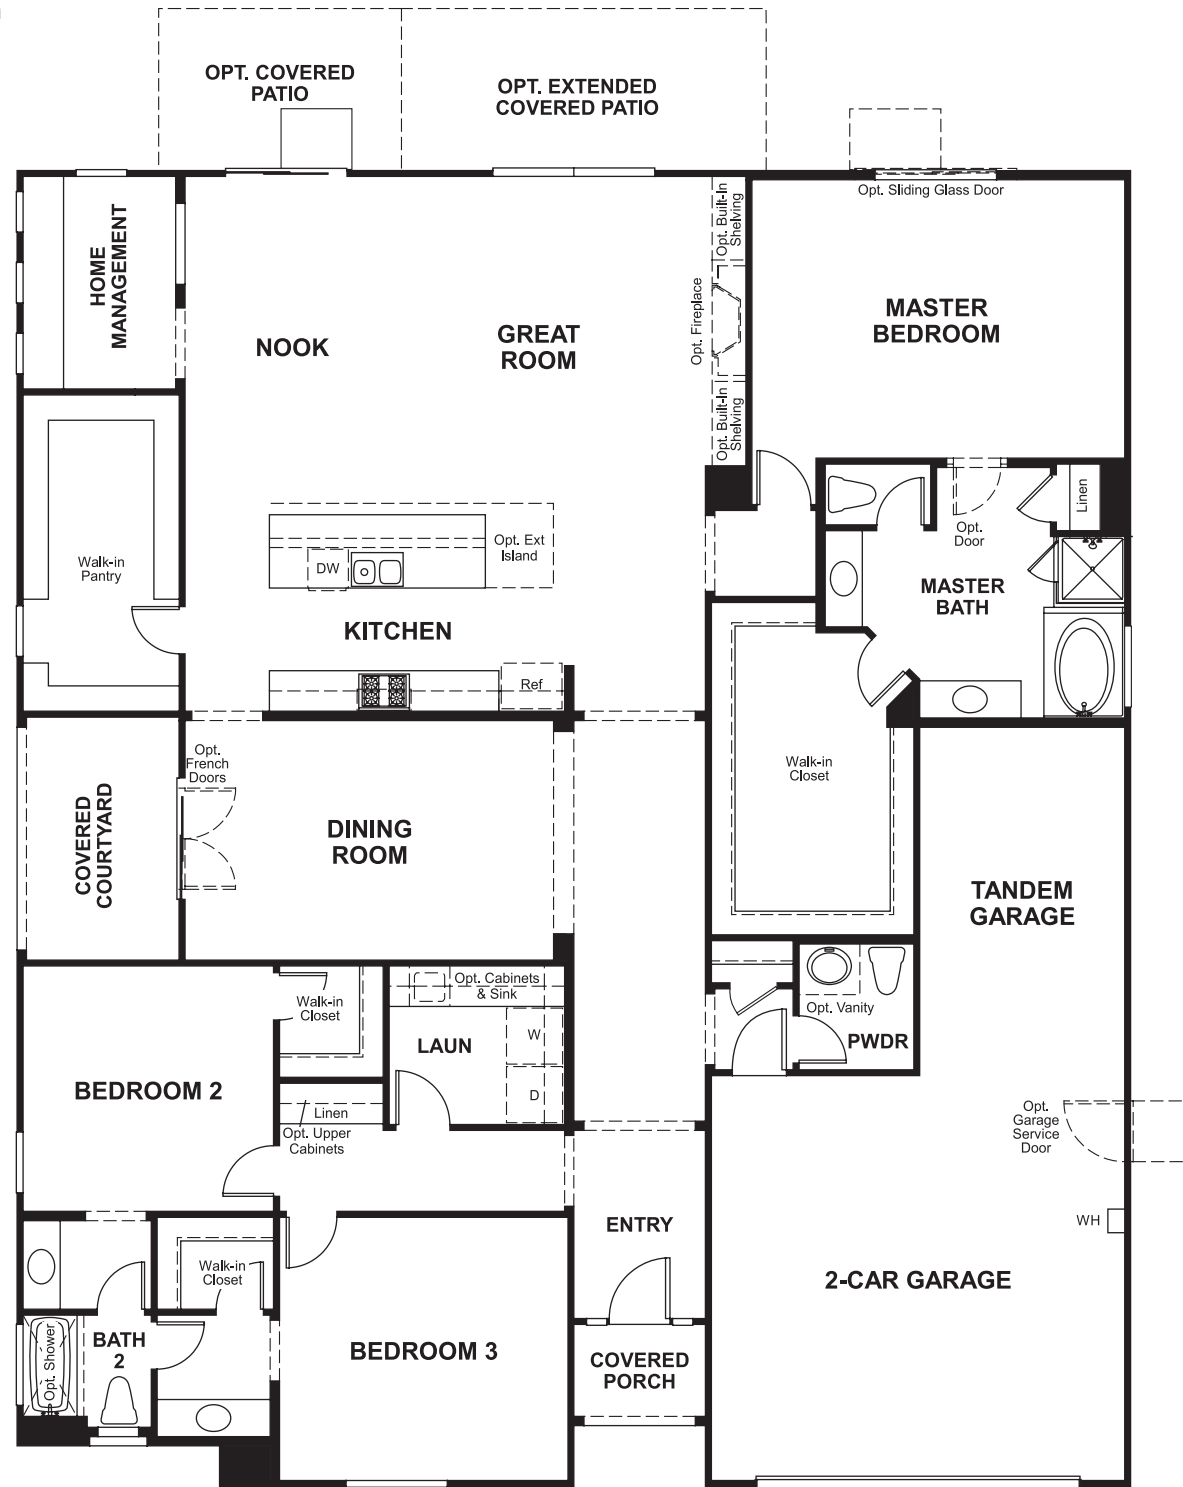 OPT. COVERED
PATIO
OPT. EXTENDED
COVERED PATIO
Opt. Sliding Glass Door
HOME
MANAGEMENT
NOOK
GREAT
ROOM
Opt. Built-In
Shelving
Opt. Fireplace
Opt. Built-In
Shelving
MASTER
BEDROOM
Walk-in
Pantry
Opt. Ext
Island
DW
KITCHEN
Ref
Linen
Opt.
Door
MASTER
BATH
Opt.
French
Doors
COVERED
COURTYARD
DINING
ROOM
Walk-in
Closet
TANDEM
GARAGE
Walk-in
Closet
Opt. Cabinets
& Sink
W
LAUN
D
Opt. Vanity
PWDR
BEDROOM 2
Linen
Opt. Upper
Cabinets
Opt.
Garage
Service
Door
WH
ENTRY
Walk-in
Closet
2-CAR GARAGE
Opt. Shower
BATH
2
BEDROOM 3
COVERED
PORCH